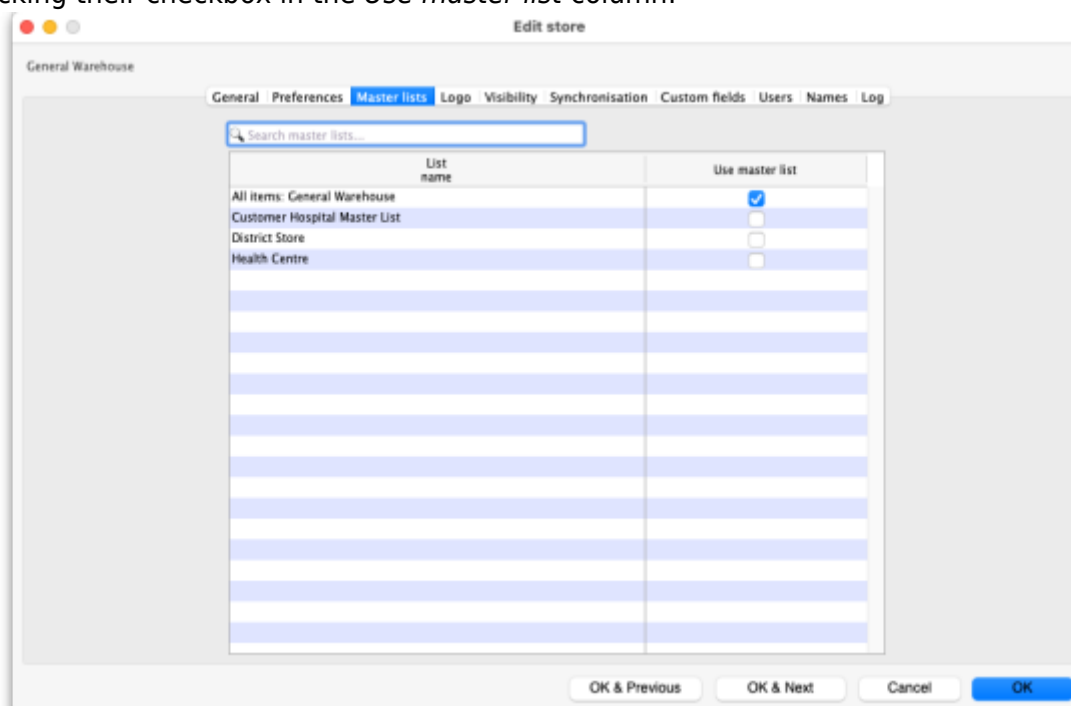 cking their checkbox in the Use master list column.
Edit store
General Warehouse
General Preferences Master lists Logo Visibility Synchronisation Custom fields Users Names Log
Search master lists...
List
name
Use master list
All items: General Warehouse
Customer Hospital Master List
District Store
Health Centre
OK & Previous OK & Next Cancel OK